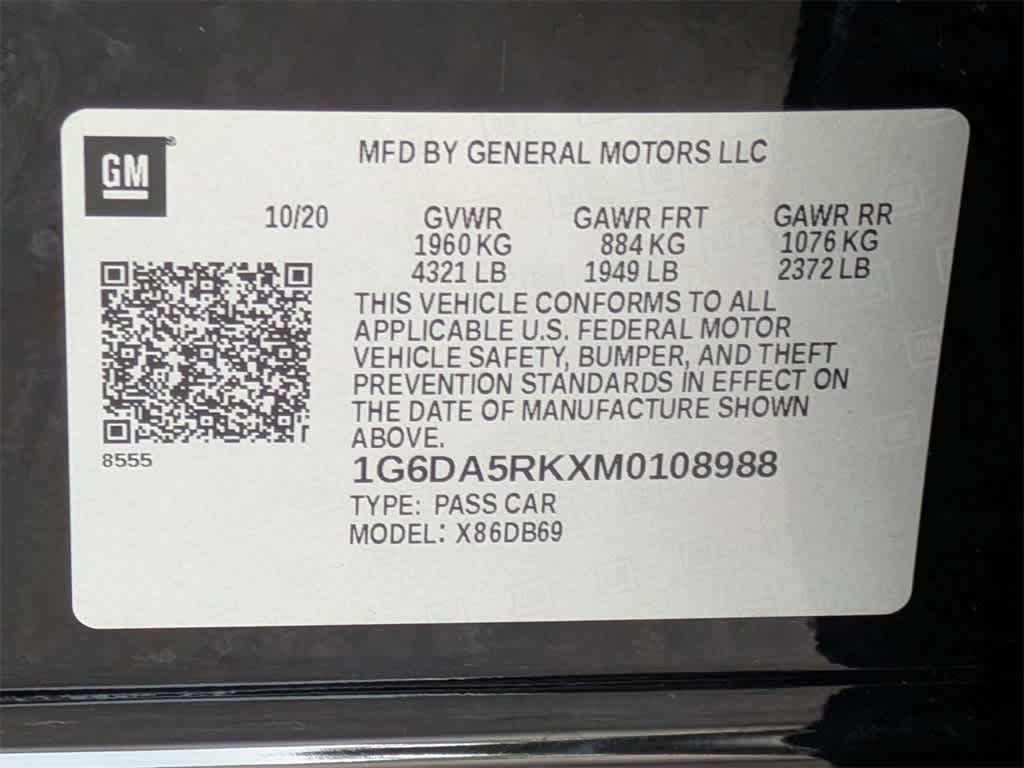 GM
MFD BY GENERAL MOTORS LLC
10/20 GVWR GAWR FRT GAWR RR
1960 KG 884 KG 1076 KG
4321 LB 1949 LB 2372 LB
THIS VEHICLE CONFORMS TO ALL
APPLICABLE U.S. FEDERAL MOTOR
VEHICLE SAFETY, BUMPER, AND THEFT
PREVENTION STANDARDS IN EFFECT ON
THE DATE OF MANUFACTURE SHOWN
ABOVE.
8555
1G6DA5RKXM0108988
TYPE: PASS CAR
MODEL: X86DB69